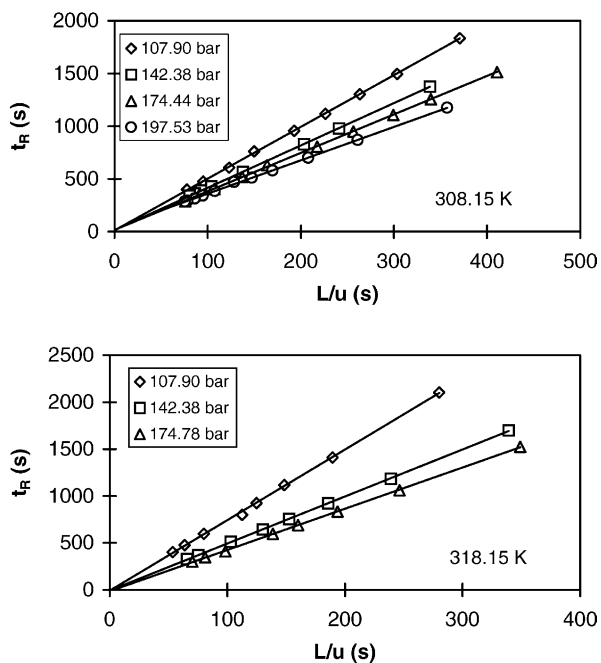 2000
1500
1000
500
0
tR (s)
107.90 bar
142.38 bar
174.44 bar
197.53 bar
308.15 K
0 100 200 300 400 500
L/u (s)
2500
2000
1500
1000
500
0
tR (s)
107.90 bar
142.38 bar
174.78 bar
318.15 K
0 100 200 300 400
L/u (s)